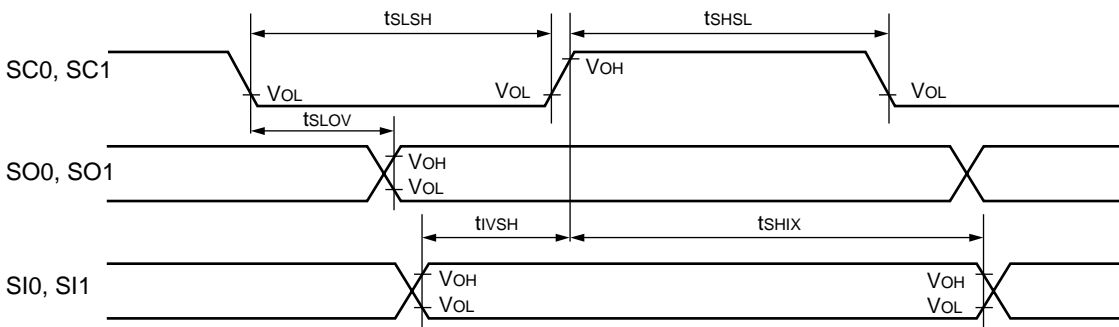 tSLSH tSHSL
SC0, SC1 VOH
VOL VOL VOL
tSLOV
SO0, SO1 VOH
VOL
tIVSH tSHIX
SI0, SI1 VOH VOH
VOL VOL